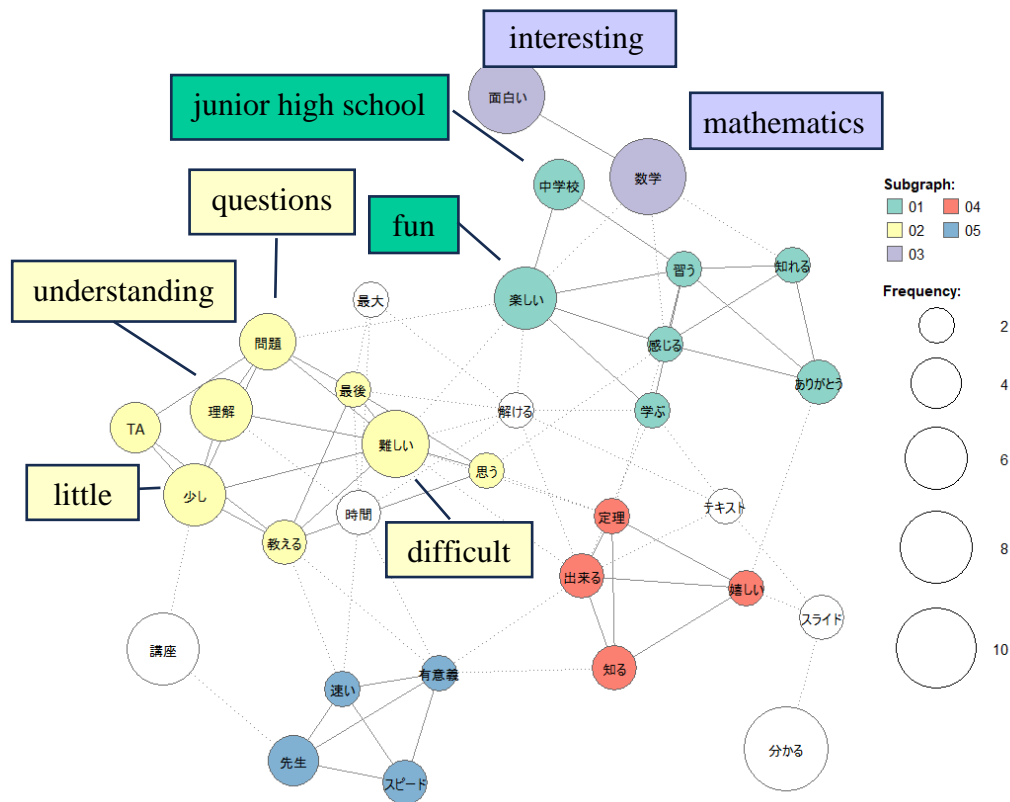 interesting
面白い
junior high school
mathematics
中学校
数学
questions
fun
Subgraph:
01
04
02
05
03
習う
知れる
understanding
最大
楽しい
Frequency:
2
問題
感じる
4
最後
ありがとう
理解
解ける
学ぶ
TA
難しい
6
思う
little
少し
時間
テキスト
定理
教える
difficult
8
出来る
嬉しい
スライド
講座
10
有意義
知る
速い
先生
スピード
分かる